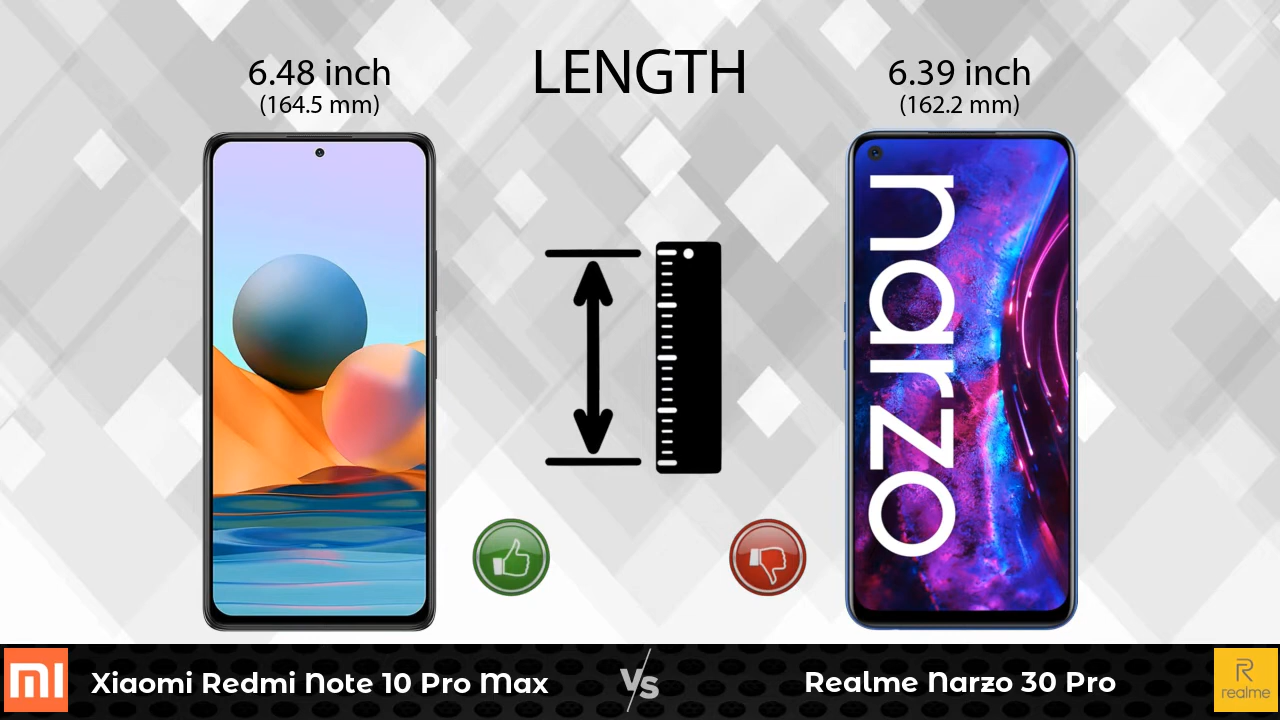 LENGTH
6.48 inch
(164.5 mm)
6.39 inch
(162.2 mm)
narzo
MI
Xiaomi Redmi Note 10 Pro Max
VS
Realme Narzo 30 Pro
R
realme